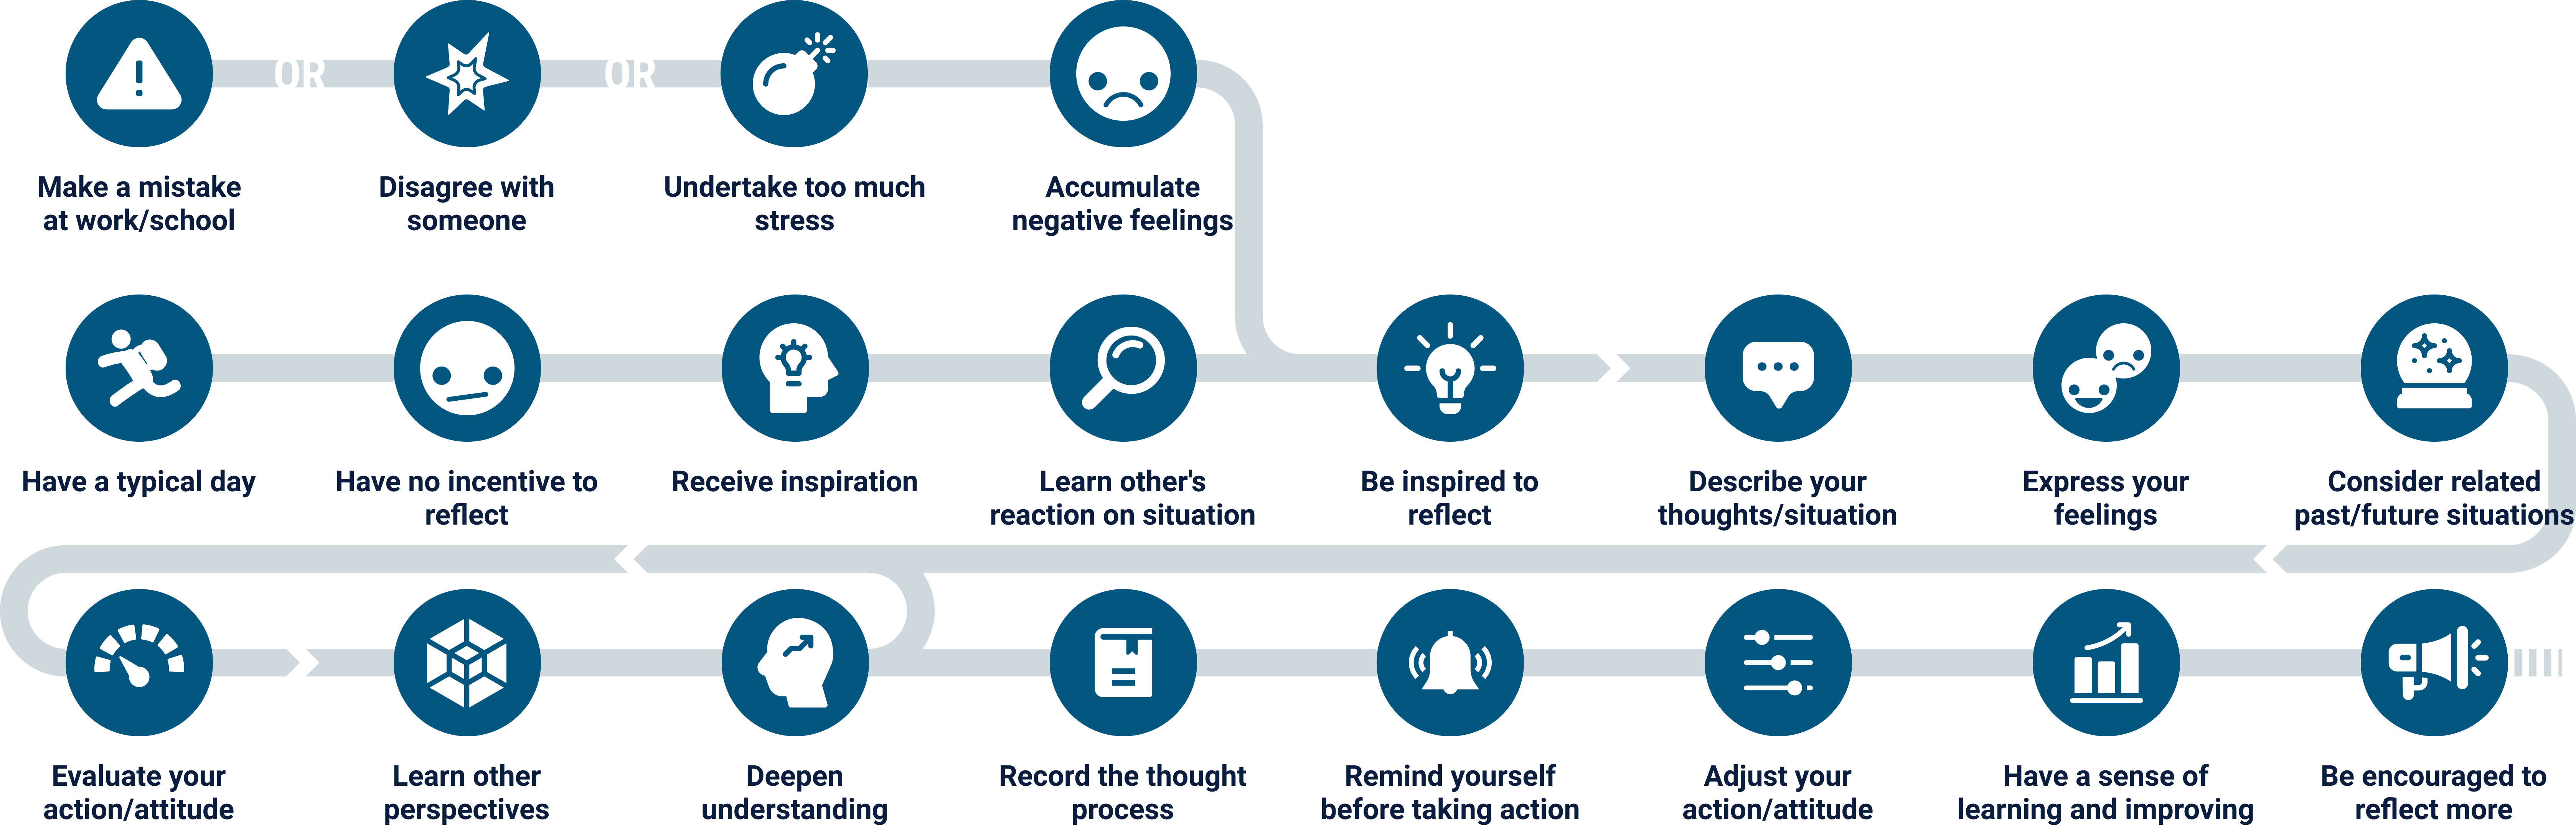 OR
OR
Make a mistake
at work/school
Disagree with
someone
Undertake too much
stress
Accumulate
negative feelings
Have a typical day
Have no incentive to
reflect
Receive inspiration
Learn other's
reaction on situation
Be inspired to
reflect
Describe your
thoughts/situation
Express your
feelings
Consider related
past/future situations
Evaluate your
action/attitude
Learn other
perspectives
Deepen
understanding
Record the thought
process
Remind yourself
before taking action
Adjust your
action/attitude
Have a sense of
learning and improving
Be encouraged to
reflect more